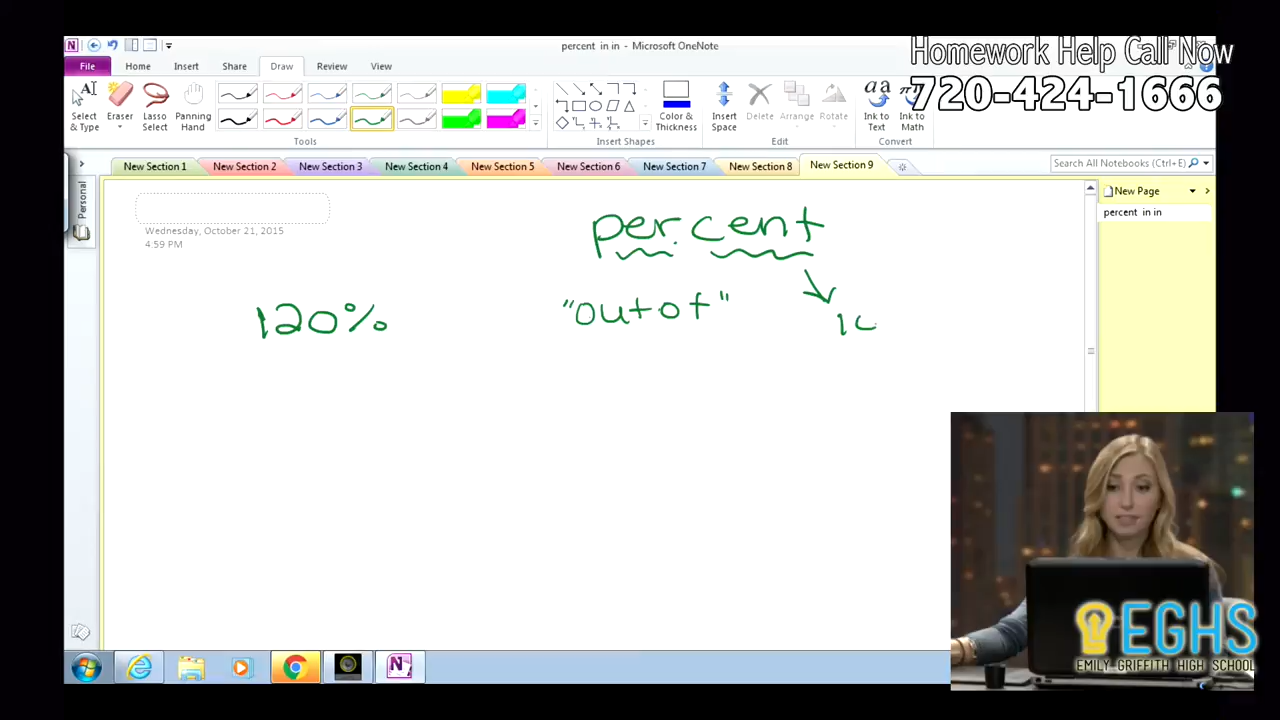 percent in in - Microsoft OneNote
Homework Help Call Now
720-424-1666
File Home Insert Share Draw Review View
Select & Type
Eraser
Lasso Select
Panning Hand
Color & Thickness
Insert Space
Delete
Arrange
Rotate
Ink to Text
Ink to Math
Tools Insert Shapes Edit Convert
New Section 1 New Section 2 New Section 3 New Section 4 New Section 5 New Section 6 New Section 7 New Section 8 New Section 9
Search All Notebooks (Ctrl+E)
Personal
New Page
percent in in
Wednesday, October 21, 2015
4:59 PM
percent
120% "out of"
EGHS
EMILY GRIFFITH HIGH SCHOOL